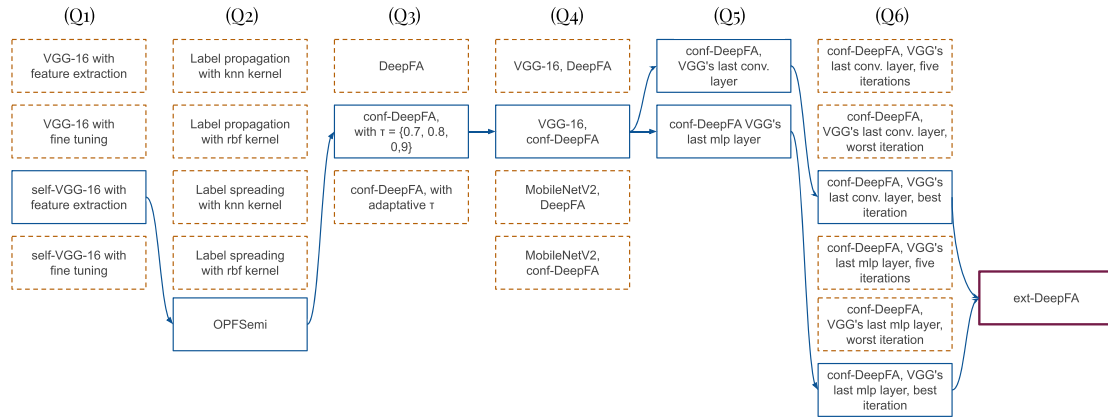 (Q1)
(Q2)
(Q3)
(Q4)
(Q5)
(Q6)
VGG-16 with
feature extraction
VGG-16 with
fine tuning
self-VGG-16 with
feature extraction
self-VGG-16 with
fine tuning
Label propagation
with knn kernel
Label propagation
with rbf kernel
Label spreading
with knn kernel
Label spreading
with rbf kernel
OPFSemi
DeepFA
conf-DeepFA,
with τ = {0.7, 0.8,
0,9}
conf-DeepFA, with
adaptative τ
VGG-16, DeepFA
VGG-16,
conf-DeepFA
MobileNetV2,
DeepFA
MobileNetV2,
conf-DeepFA
conf-DeepFA,
VGG's last conv.
layer
conf-DeepFA VGG's
last mlp layer
conf-DeepFA, VGG's
last conv. layer, five
iterations
conf-DeepFA,
VGG's last conv. layer,
worst iteration
conf-DeepFA, VGG's
last conv. layer, best
iteration
conf-DeepFA, VGG's
last mlp layer, five
iterations
conf-DeepFA,
VGG's last mlp layer,
worst iteration
conf-DeepFA, VGG's
last mlp layer, best
iteration
ext-DeepFA